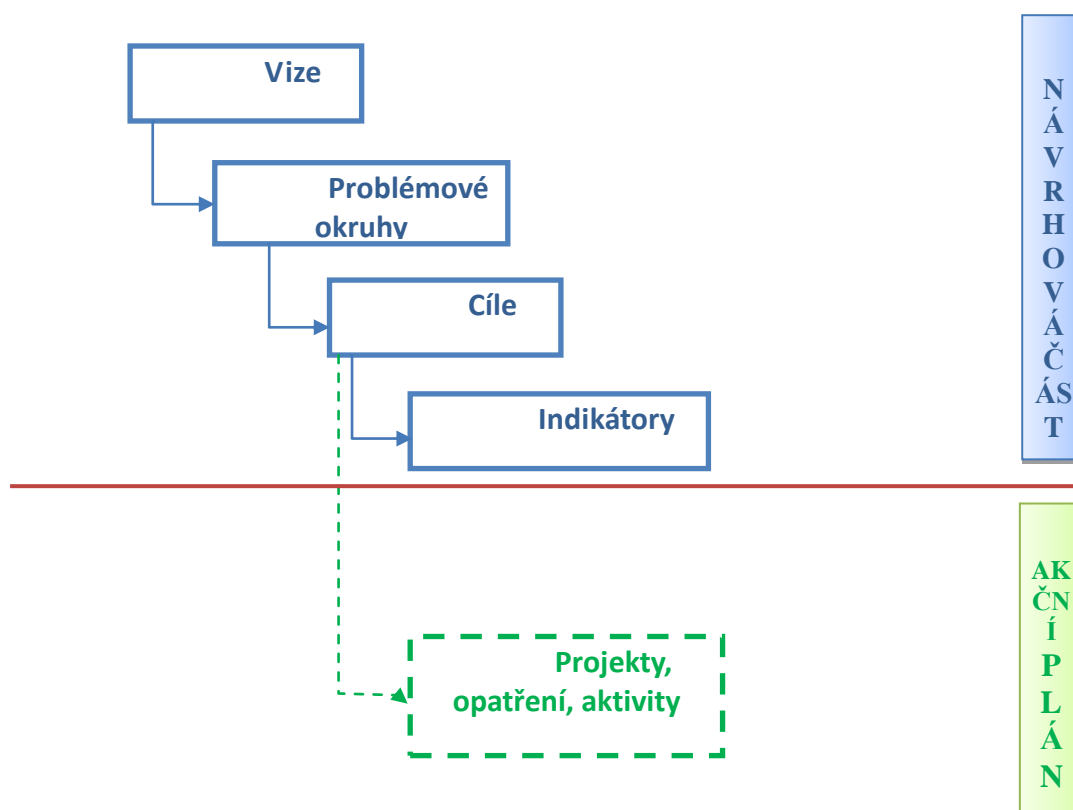 Vize
Problémové
okruhy
Cíle
Indikátory
N
Á
V
R
H
O
V
Á
Č
ÁS
T
Projekty,
opatření, aktivity
AK
ČN
Í
P
L
Á
N